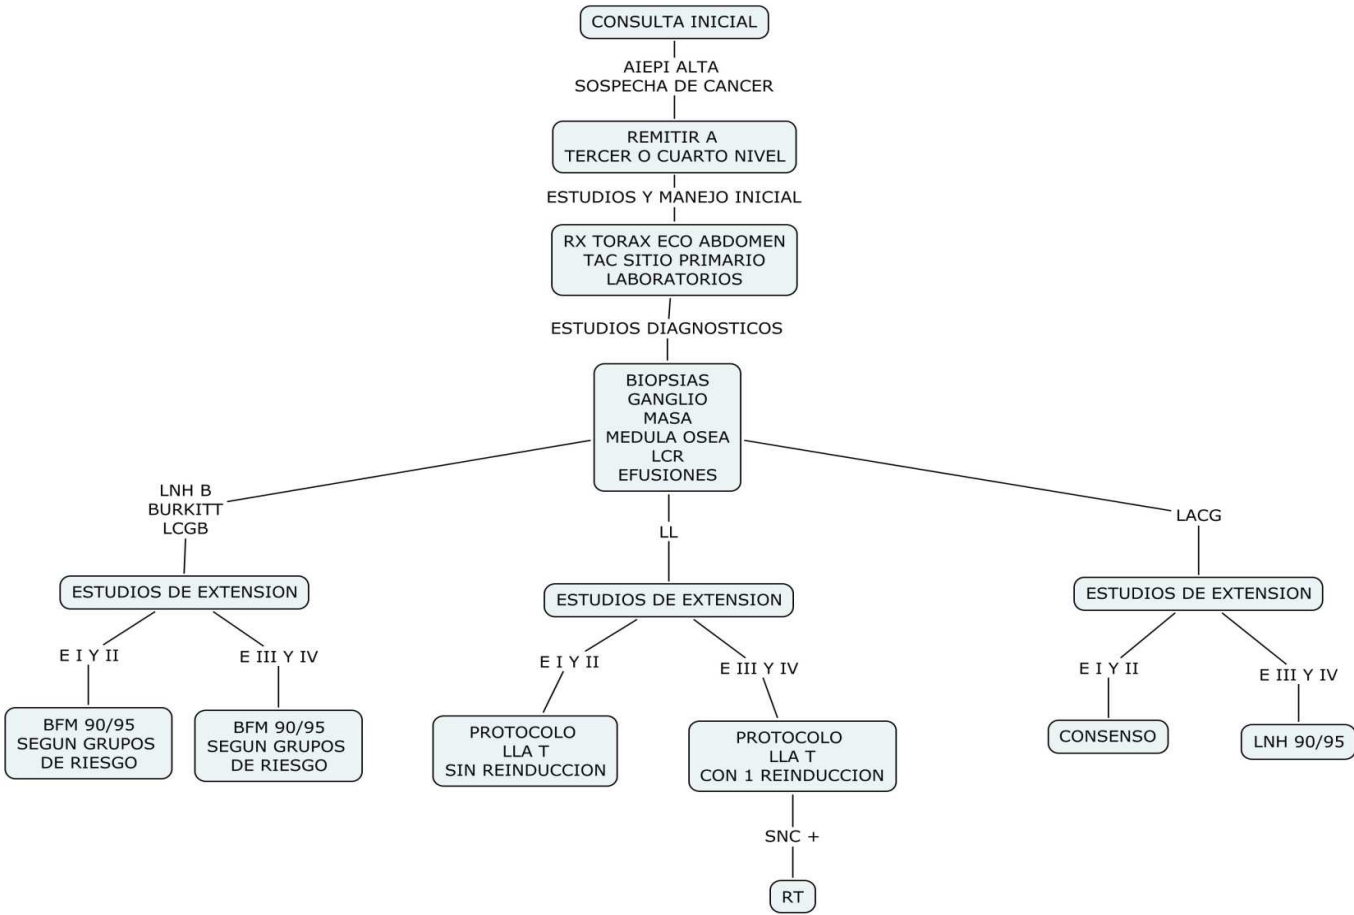 CONSULTA INICIAL
AIEPI ALTA
SOSPECHA DE CANCER
REMITIR A
TERCER O CUARTO NIVEL
ESTUDIOS Y MANEJO INICIAL
RX TORAX ECO ABDOMEN
TAC SITIO PRIMARIO
LABORATORIOS
ESTUDIOS DIAGNOSTICOS
BIOPSIAS
GANGLIO
MASA
MEDULA OSEA
LCR
EFUSIONES
LNH B
BURKITT
LCGB
ESTUDIOS DE EXTENSION
E I Y II
BFM 90/95
SEGUN GRUPOS
DE RIESGO
E III Y IV
BFM 90/95
SEGUN GRUPOS
DE RIESGO
LL
ESTUDIOS DE EXTENSION
E I Y II
PROTOCOLO
LLA T
SIN REINDUCCION
E III Y IV
PROTOCOLO
LLA T
CON 1 REINDUCCION
SNC +
RT
LACG
ESTUDIOS DE EXTENSION
E I Y II
CONSENSO
E III Y IV
LNH 90/95